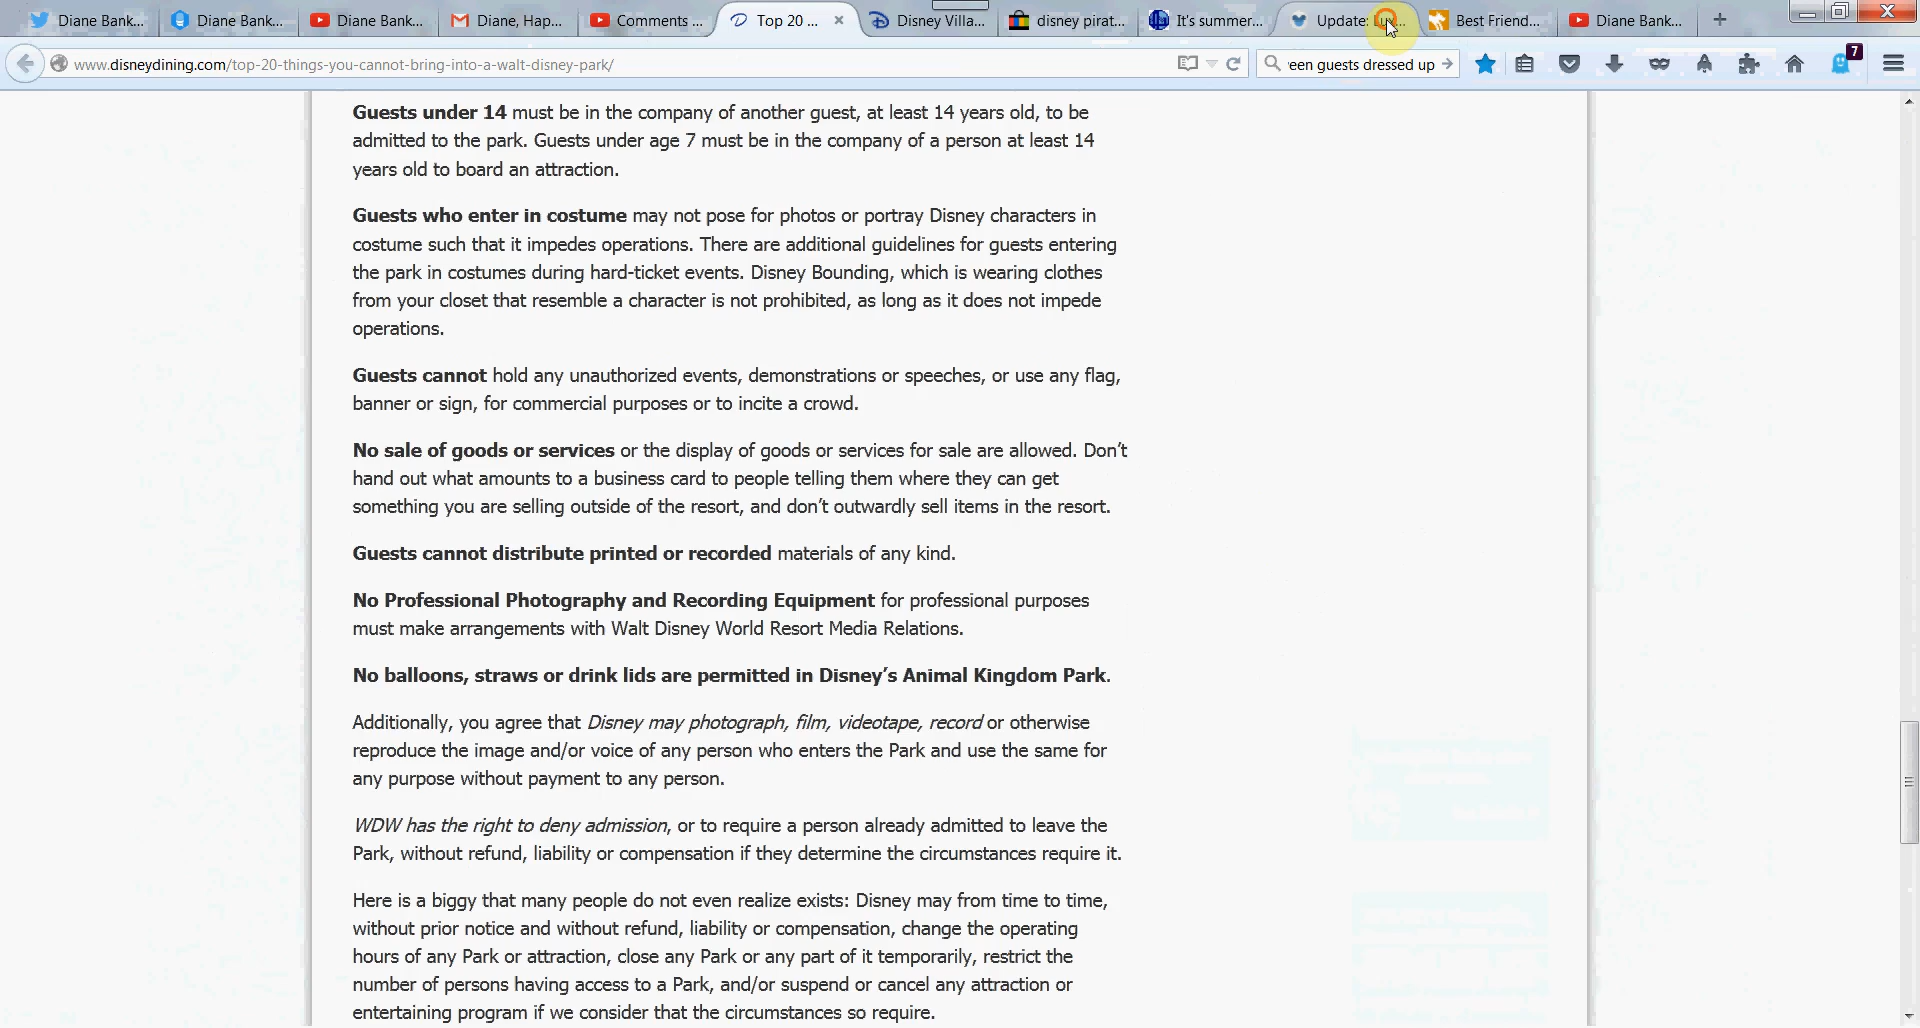 Diane Bank... Diane Bank... Diane Bank... Diane, Hap... Comments ... Top 20 ... Disney Villa... disney pirat... It's summer... Update: Best Friend... Diane Bank...
www.disneydining.com/top-20-things-you-cannot-bring-into-a-walt-disney-park/ een guests dressed up 7
Guests under 14 must be in the company of another guest, at least 14 years old, to be
admitted to the park. Guests under age 7 must be in the company of a person at least 14
years old to board an attraction.
Guests who enter in costume may not pose for photos or portray Disney characters in
costume such that it impedes operations. There are additional guidelines for guests entering
the park in costumes during hard-ticket events. Disney Bounding, which is wearing clothes
from your closet that resemble a character is not prohibited, as long as it does not impede
operations.
Guests cannot hold any unauthorized events, demonstrations or speeches, or use any flag,
banner or sign, for commercial purposes or to incite a crowd.
No sale of goods or services or the display of goods or services for sale are allowed. Don't
hand out what amounts to a business card to people telling them where they can get
something you are selling outside of the resort, and don't outwardly sell items in the resort.
Guests cannot distribute printed or recorded materials of any kind.
No Professional Photography and Recording Equipment for professional purposes
must make arrangements with Walt Disney World Resort Media Relations.
No balloons, straws or drink lids are permitted in Disney's Animal Kingdom Park.
Additionally, you agree that Disney may photograph, film, videotape, record or otherwise
reproduce the image and/or voice of any person who enters the Park and use the same for
any purpose without payment to any person.
WDW has the right to deny admission, or to require a person already admitted to leave the
Park, without refund, liability or compensation if they determine the circumstances require it.
Here is a biggy that many people do not even realize exists: Disney may from time to time,
without prior notice and without refund, liability or compensation, change the operating
hours of any Park or attraction, close any Park or any part of it temporarily, restrict the
number of persons having access to a Park, and/or suspend or cancel any attraction or
entertaining program if we consider that the circumstances so require.